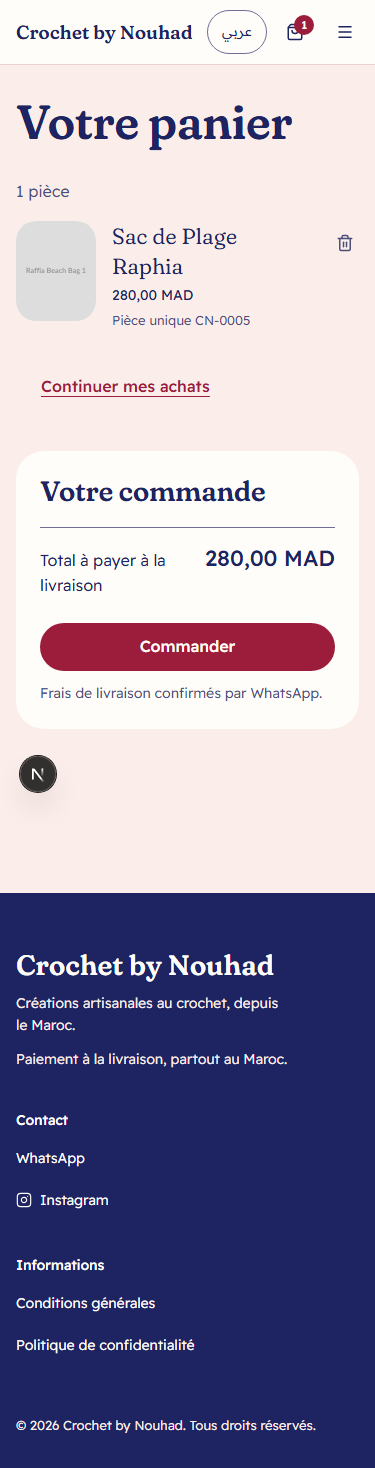 Crochet by Nouhad
عربي
1
Votre panier
1 pièce
Raffia Beach Bag 1
Sac de Plage
Raphia
280,00 MAD
Pièce unique CN-0005
Continuer mes achats
Votre commande
Total à payer à la
livraison
280,00 MAD
Commander
Frais de livraison confirmés par WhatsApp.
N
Crochet by Nouhad
Créations artisanales au crochet, depuis
le Maroc.
Paiement à la livraison, partout au Maroc.
Contact
WhatsApp
Instagram
Informations
Conditions générales
Politique de confidentialité
© 2026 Crochet by Nouhad. Tous droits réservés.